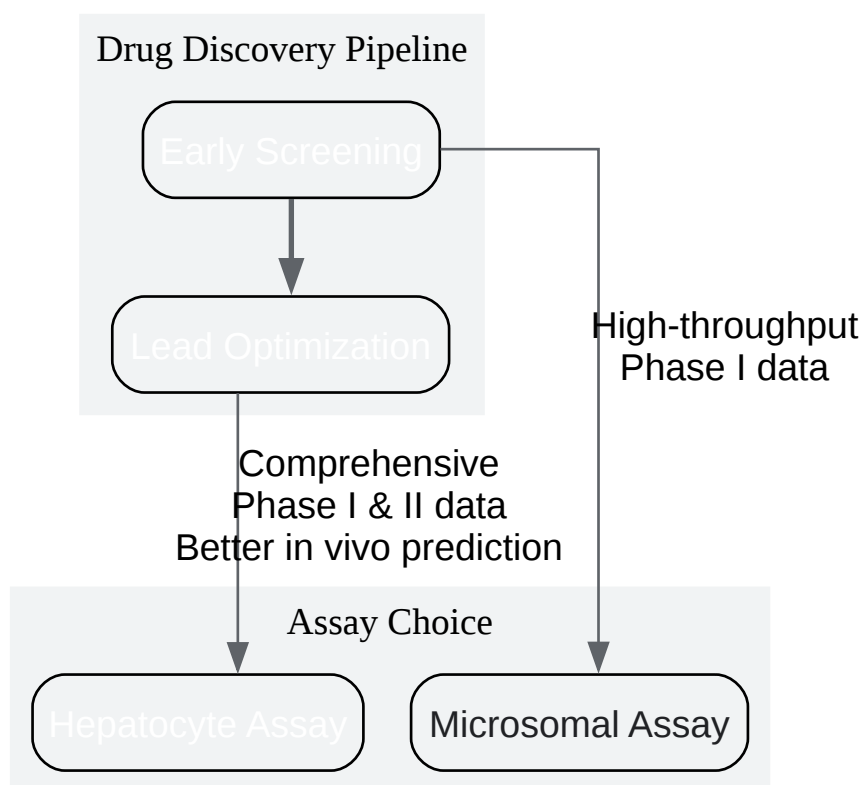 Drug Discovery Pipeline
Early Screening
Lead Optimization
High-throughput
Phase I data
Comprehensive
Phase I & II data
Better in vivo prediction
Assay Choice
Hepatocyte Assay
Microsomal Assay